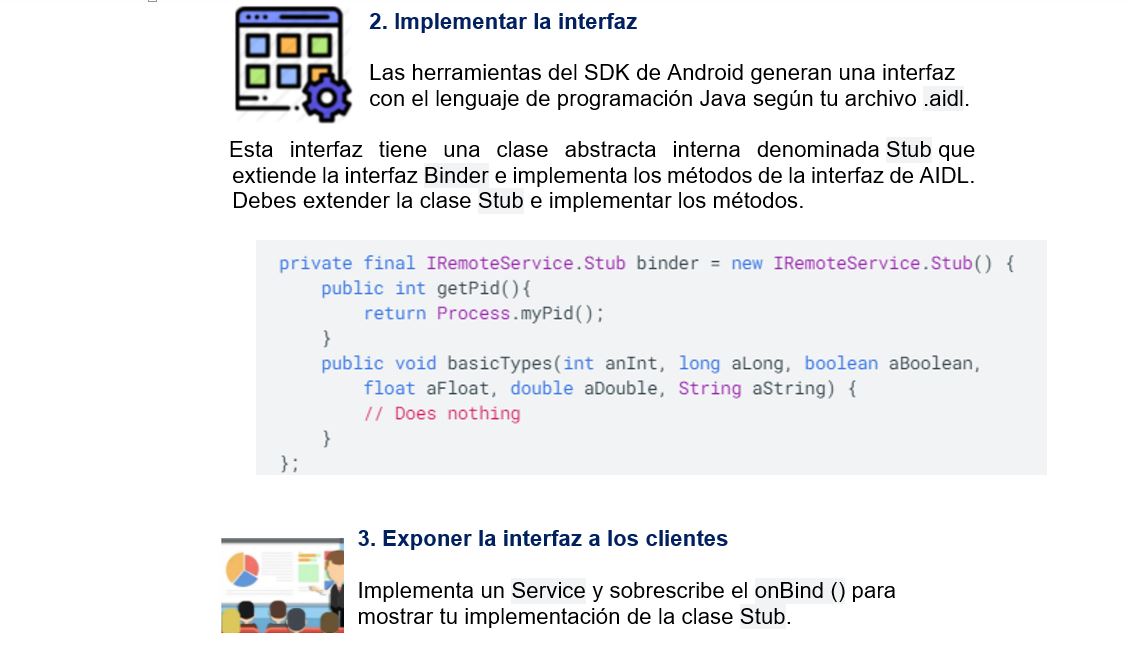 2. Implementar la interfaz
Las herramientas del SDK de Android generan una interfaz
con el lenguaje de programación Java según tu archivo .aidl.
Esta interfaz tiene una clase abstracta interna denominada Stub que
extiende la interfaz Binder e implementa los métodos de la interfaz de AIDL.
Debes extender la clase Stub e implementar los métodos.
private final IRemoteService.Stub binder = new IRemoteService.Stub() {
    public int getPid(){
        return Process.myPid();
    }
    public void basicTypes(int anInt, long aLong, boolean aBoolean,
        float aFloat, double aDouble, String aString) {
        // Does nothing
    }
};
3. Exponer la interfaz a los clientes
Implementa un Service y sobrescribe el onBind () para
mostrar tu implementación de la clase Stub.